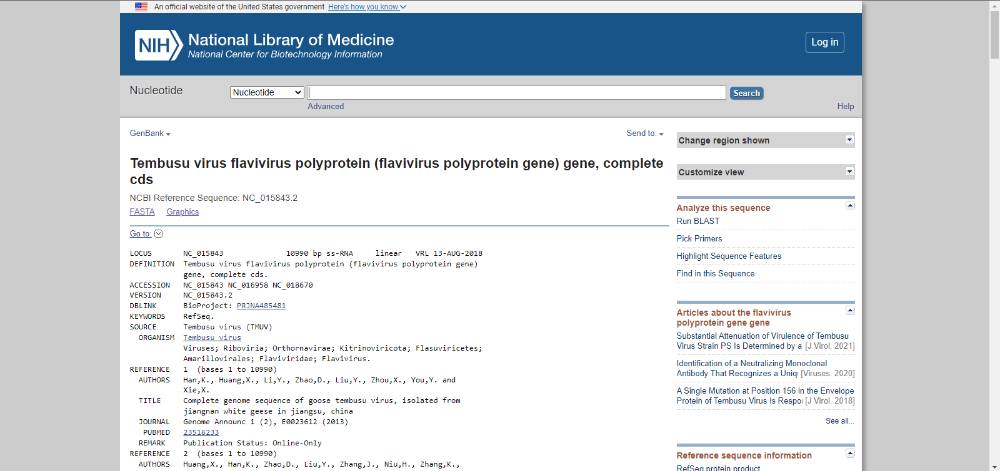 An official website of the United States government Here's how you know
NIH National Library of Medicine
National Center for Biotechnology Information
Log in
Nucleotide
Nucleotide
Search
Advanced
Help
GenBank
Send to:
Tembusu virus flavivirus polyprotein (flavivirus polyprotein gene) gene, complete
cds
NCBI Reference Sequence: NC_015843.2
FASTA Graphics
Go to:
LOCUS NC_015843 10990 bp ss-RNA linear VRL 13-AUG-2018
DEFINITION Tembusu virus flavivirus polyprotein (flavivirus polyprotein gene)
gene, complete cds.
ACCESSION NC_015843 NC_016958 NC_018670
VERSION NC_015843.2
DBLINK BioProject: PRJNA485481
KEYWORDS RefSeq.
SOURCE Tembusu virus (TMUV)
ORGANISM Tembusu virus
Viruses; Riboviria; Orthornavirae; Kitrinoviricota; Flasuviricetes;
Amarillovirales; Flaviviridae; Flavivirus.
REFERENCE 1 (bases 1 to 10990)
AUTHORS Han,K., Huang,X., Li,Y., Zhao,D., Liu,Y., Zhou,X., You,Y. and
Xie,X.
TITLE Complete genome sequence of goose tembusu virus, isolated from
jiangnan white geese in jiangsu, china
JOURNAL Genome Announc 1 (2), E0023612 (2013)
PUBMED 23516233
REMARK Publication Status: Online-Only
REFERENCE 2 (bases 1 to 10990)
AUTHORS Huang,X., Han,K., Zhao,D., Liu,Y., Zhang,J., Niu,H., Zhang,K.,
Change region shown
Customize view
Analyze this sequence
Run BLAST
Pick Primers
Highlight Sequence Features
Find in this Sequence
Articles about the flavivirus
polyprotein gene gene
Substantial Attenuation of Virulence of Tembusu
Virus Strain PS Is Determined by a [J Virol. 2021]
Identification of a Neutralizing Monoclonal
Antibody That Recognizes a Uniq [Viruses. 2020]
A Single Mutation at Position 156 in the Envelope
Protein of Tembusu Virus Is Respo [J Virol. 2018]
See all...
Reference sequence information
RefSeq protein product